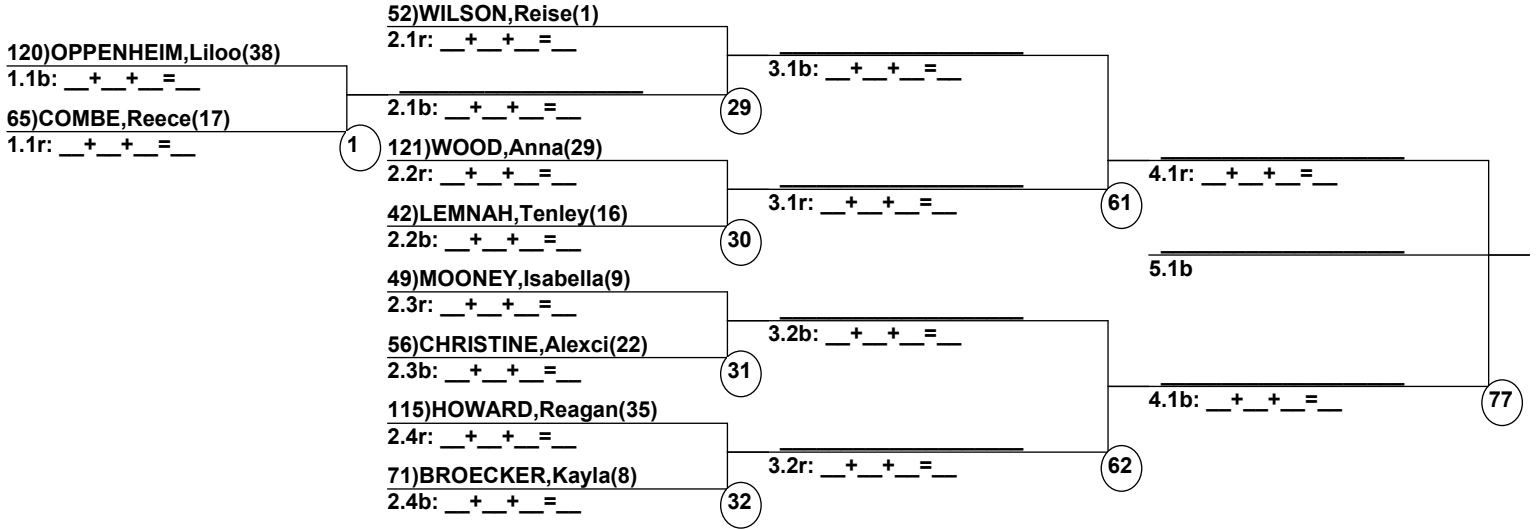 52)WILSON,Reise(1)
2.1r: __+__+__=__
120)OPPENHEIM,Liloo(38)
1.1b: __+__+__=__
3.1b: __+__+__=__
2.1b: __+__+__=__
29
65)COMBE,Reece(17)
1.1r: __+__+__=__
1
121)WOOD,Anna(29)
2.2r: __+__+__=__
4.1r: __+__+__=__
3.1r: __+__+__=__
61
42)LEMNAH,Tenley(16)
2.2b: __+__+__=__
30
5.1b
49)MOONEY,Isabella(9)
2.3r: __+__+__=__
3.2b: __+__+__=__
56)CHRISTINE,Alexci(22)
2.3b: __+__+__=__
31
4.1b: __+__+__=__
77
115)HOWARD,Reagan(35)
2.4r: __+__+__=__
3.2r: __+__+__=__
62
71)BROECKER,Kayla(8)
2.4b: __+__+__=__
32